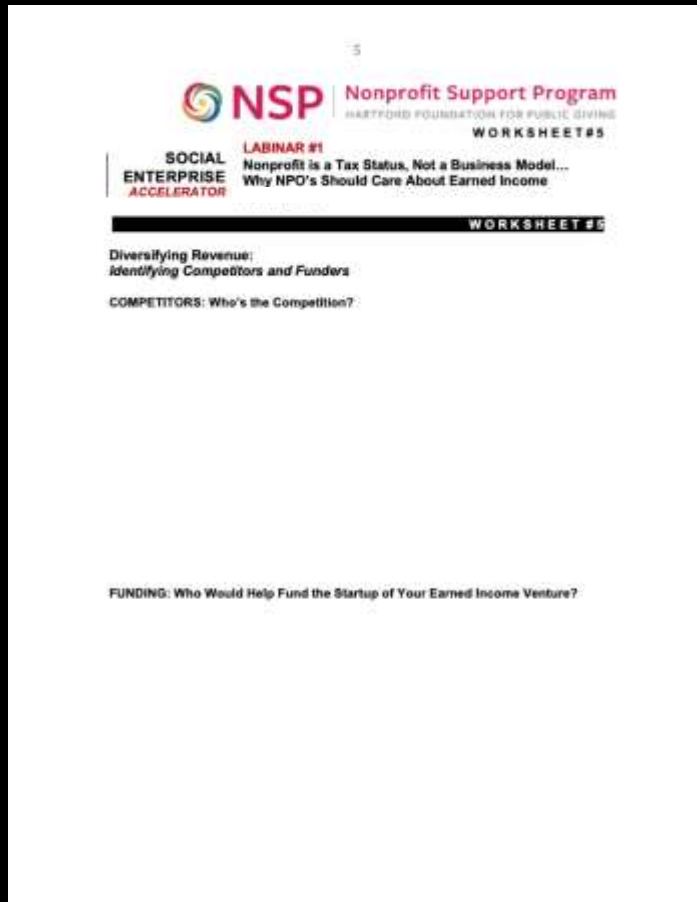 5
NSP
Nonprofit Support Program
HARTFORD FOUNDATION FOR PUBLIC GIVING
WORKSHEET#5
SOCIAL
ENTERPRISE
ACCELERATOR
LABINAR #1
Nonprofit is a Tax Status, Not a Business Model...
Why NPO's Should Care About Earned Income
WORKSHEET #5
Diversifying Revenue:
Identifying Competitors and Funders
COMPETITORS: Who's the Competition?
FUNDING: Who Would Help Fund the Startup of Your Earned Income Venture?